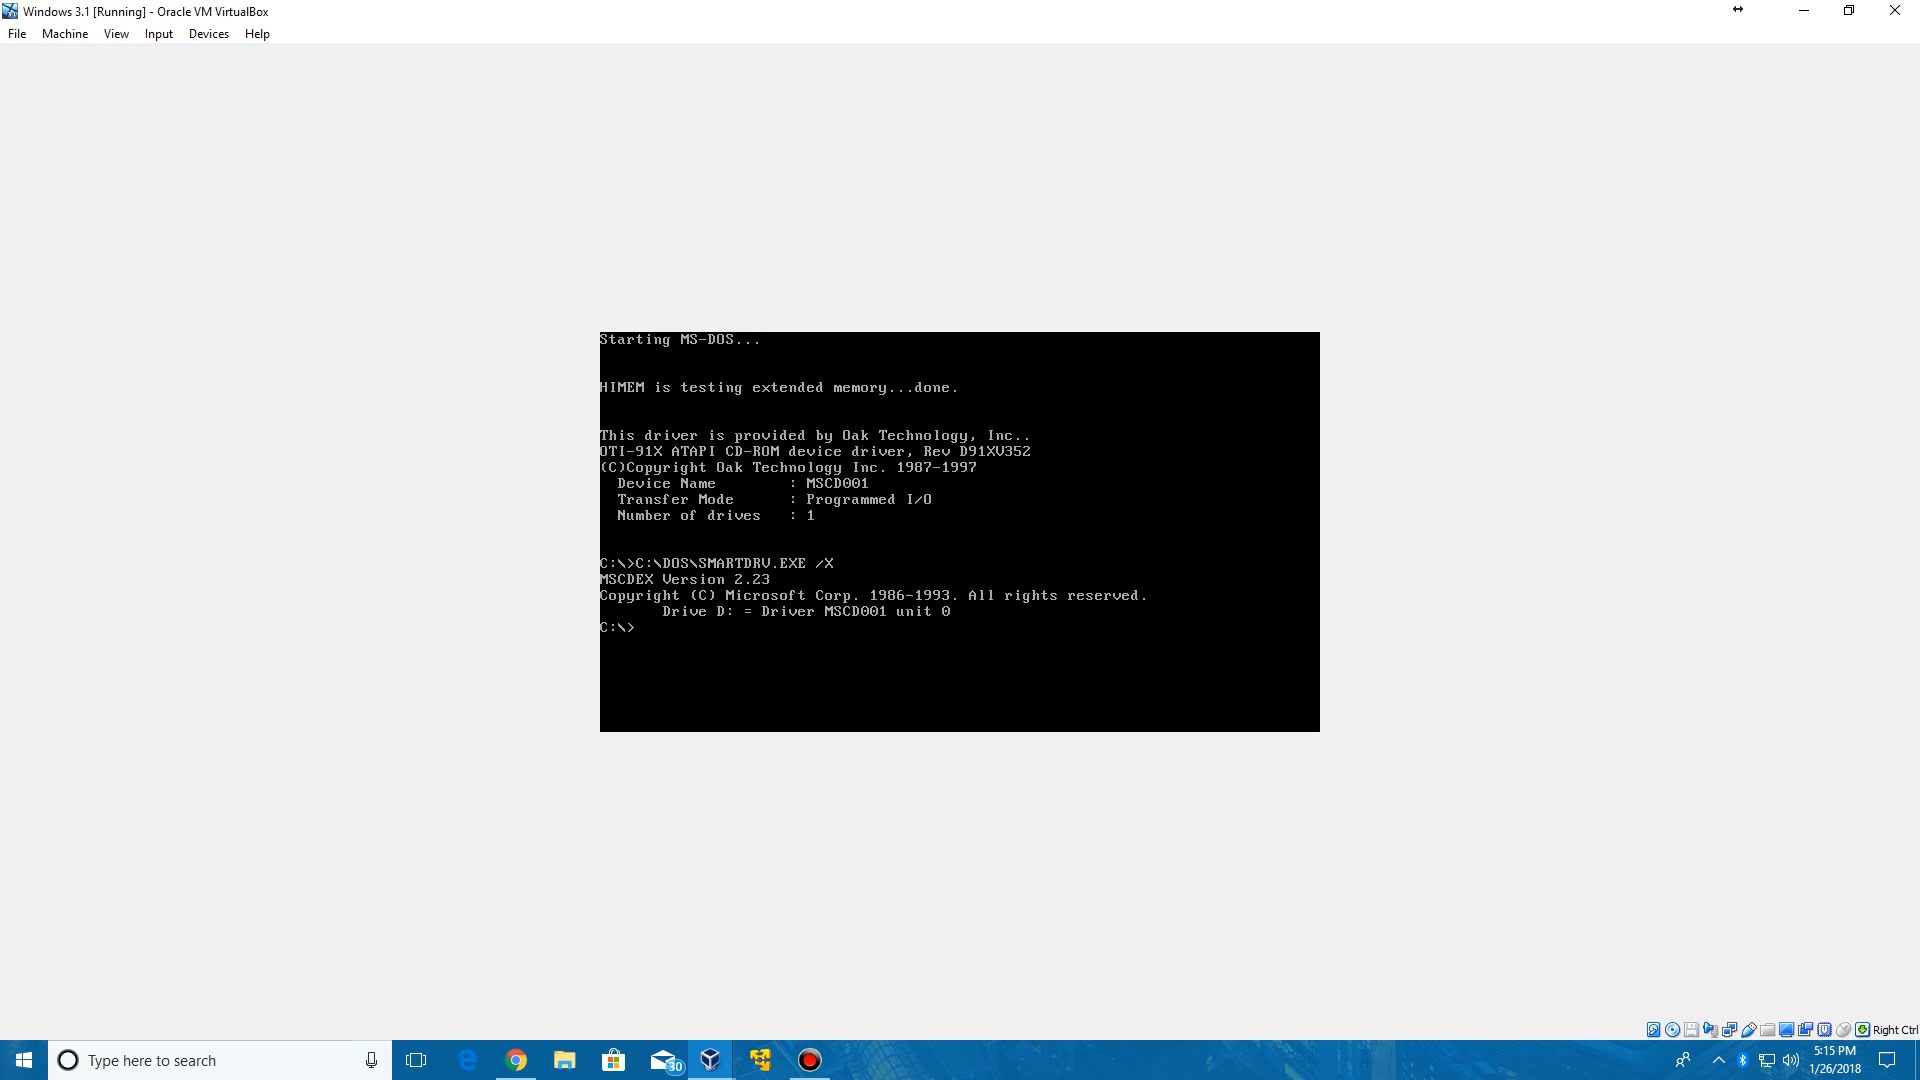 Windows 3.1 [Running] - Oracle VM VirtualBox
File Machine View Input Devices Help
Starting MS-DOS...
HIMEM is testing extended memory...done.
This driver is provided by Oak Technology, Inc..
OTI-91X ATAPI CD-ROM device driver, Rev D91XV352
(C)Copyright Oak Technology Inc. 1987-1997
Device Name : MSCD001
Transfer Mode : Programmed I/O
Number of drives : 1
C:\>C:\DOS\SMARTDRV.EXE /X
MSCDEX Version 2.23
Copyright (C) Microsoft Corp. 1986-1993. All rights reserved.
Drive D: = Driver MSCD001 unit 0
C:\>
Right Ctrl
Type here to search
30
5:15 PM
1/26/2018